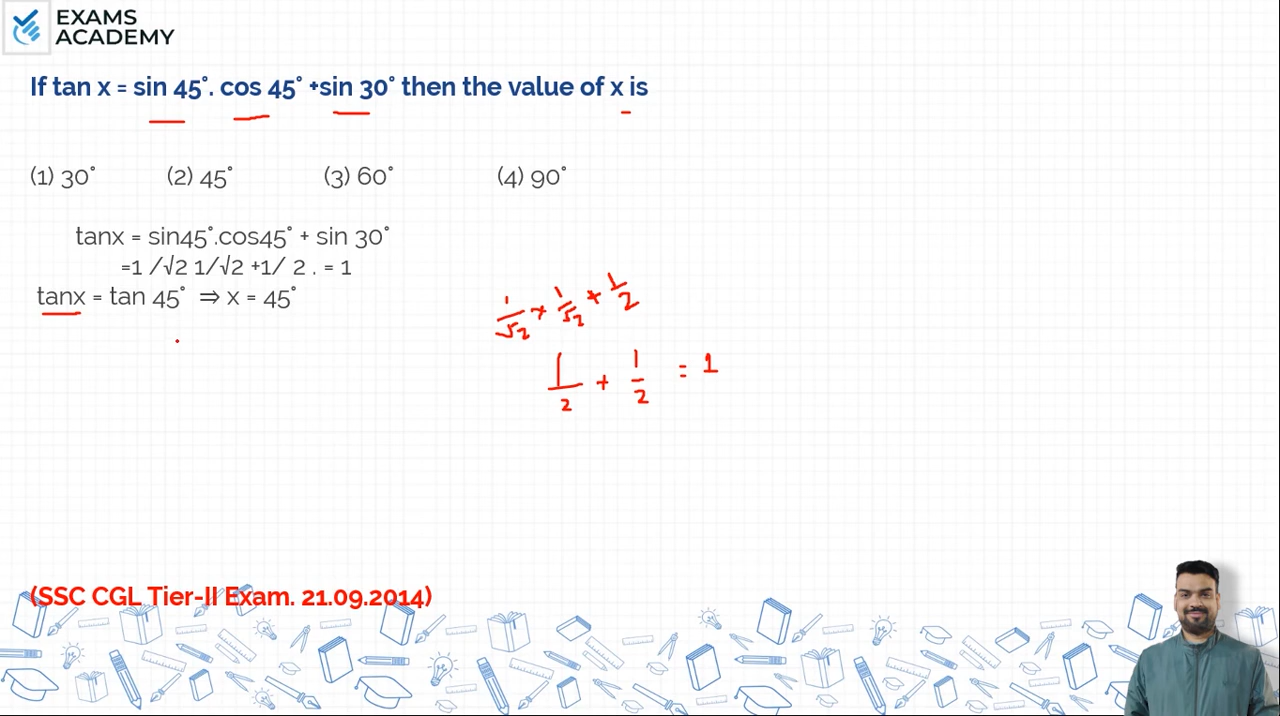 EXAMS
ACADEMY
If tan x = sin 45°. cos 45° +sin 30° then the value of x is
(1) 30° (2) 45° (3) 60° (4) 90°
tanx = sin45°.cos45° + sin 30°
=1 /√2 1/√2 +1/ 2 . = 1
tanx = tan 45° ⇒ x = 45°
1/√2 × 1/√2 + 1/2
1/2 + 1/2 = 1
(SSC CGL Tier-II Exam. 21.09.2014)